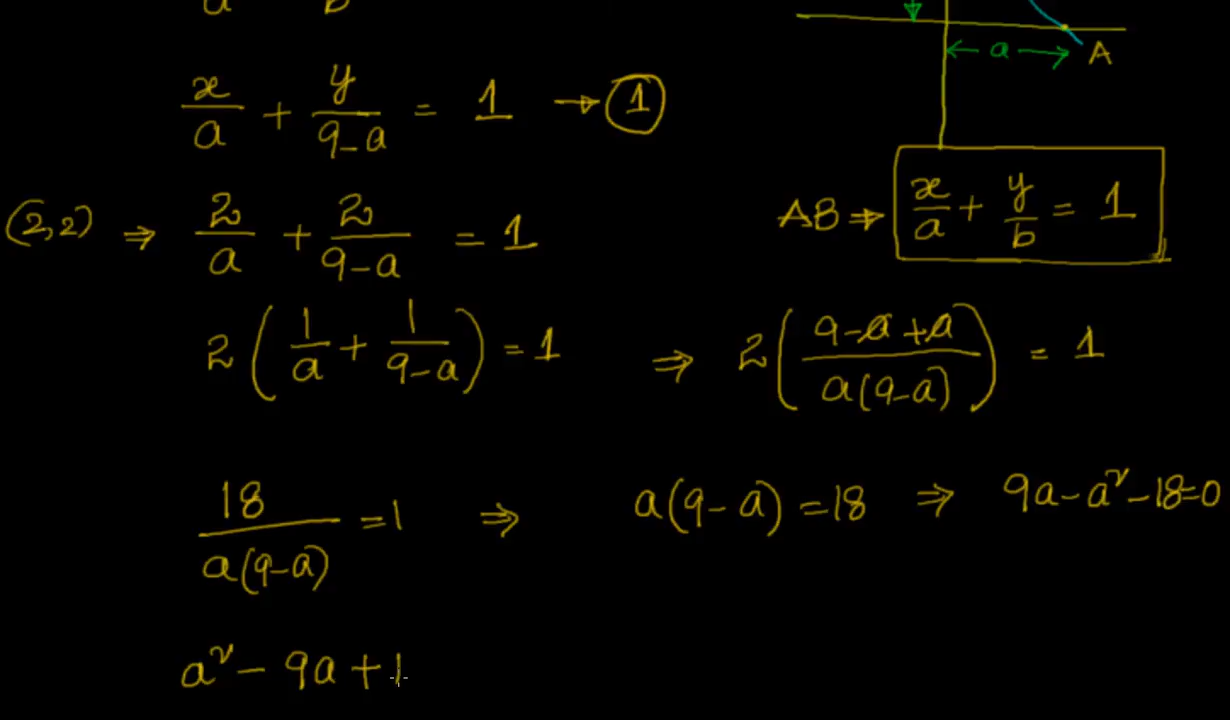 a b
a A
x/a + y/(9-a) = 1 → ①
(2,2) ⇒ 2/a + 2/(9-a) = 1
AB ⇒ x/a + y/b = 1
2(1/a + 1/(9-a)) = 1 ⇒ 2((9-a+a)/(a(9-a))) = 1
18/(a(9-a)) = 1 ⇒ a(9-a) = 18 ⇒ 9a-a²-18=0
a² - 9a + 1